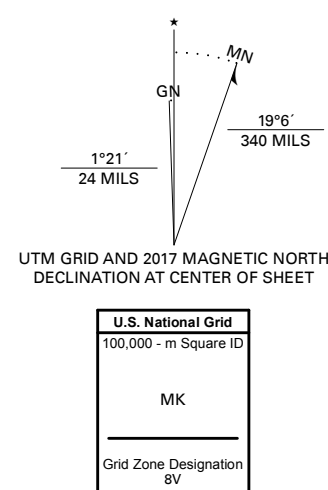 ★
MN
GN
19°6´
340 MILS
1°21´
24 MILS
UTM GRID AND 2017 MAGNETIC NORTH
DECLINATION AT CENTER OF SHEET
U.S. National Grid
100,000 - m Square ID
MK
Grid Zone Designation
8V